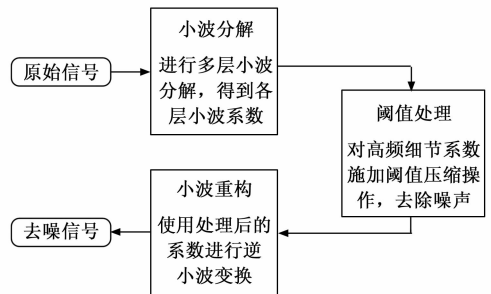 原始信号
小波分解
进行多层小波
分解，得到各
层小波系数
阈值处理
对高频细节系数
施加阈值压缩操
作，去除噪声
小波重构
使用处理后的
系数进行逆
小波变换
去噪信号